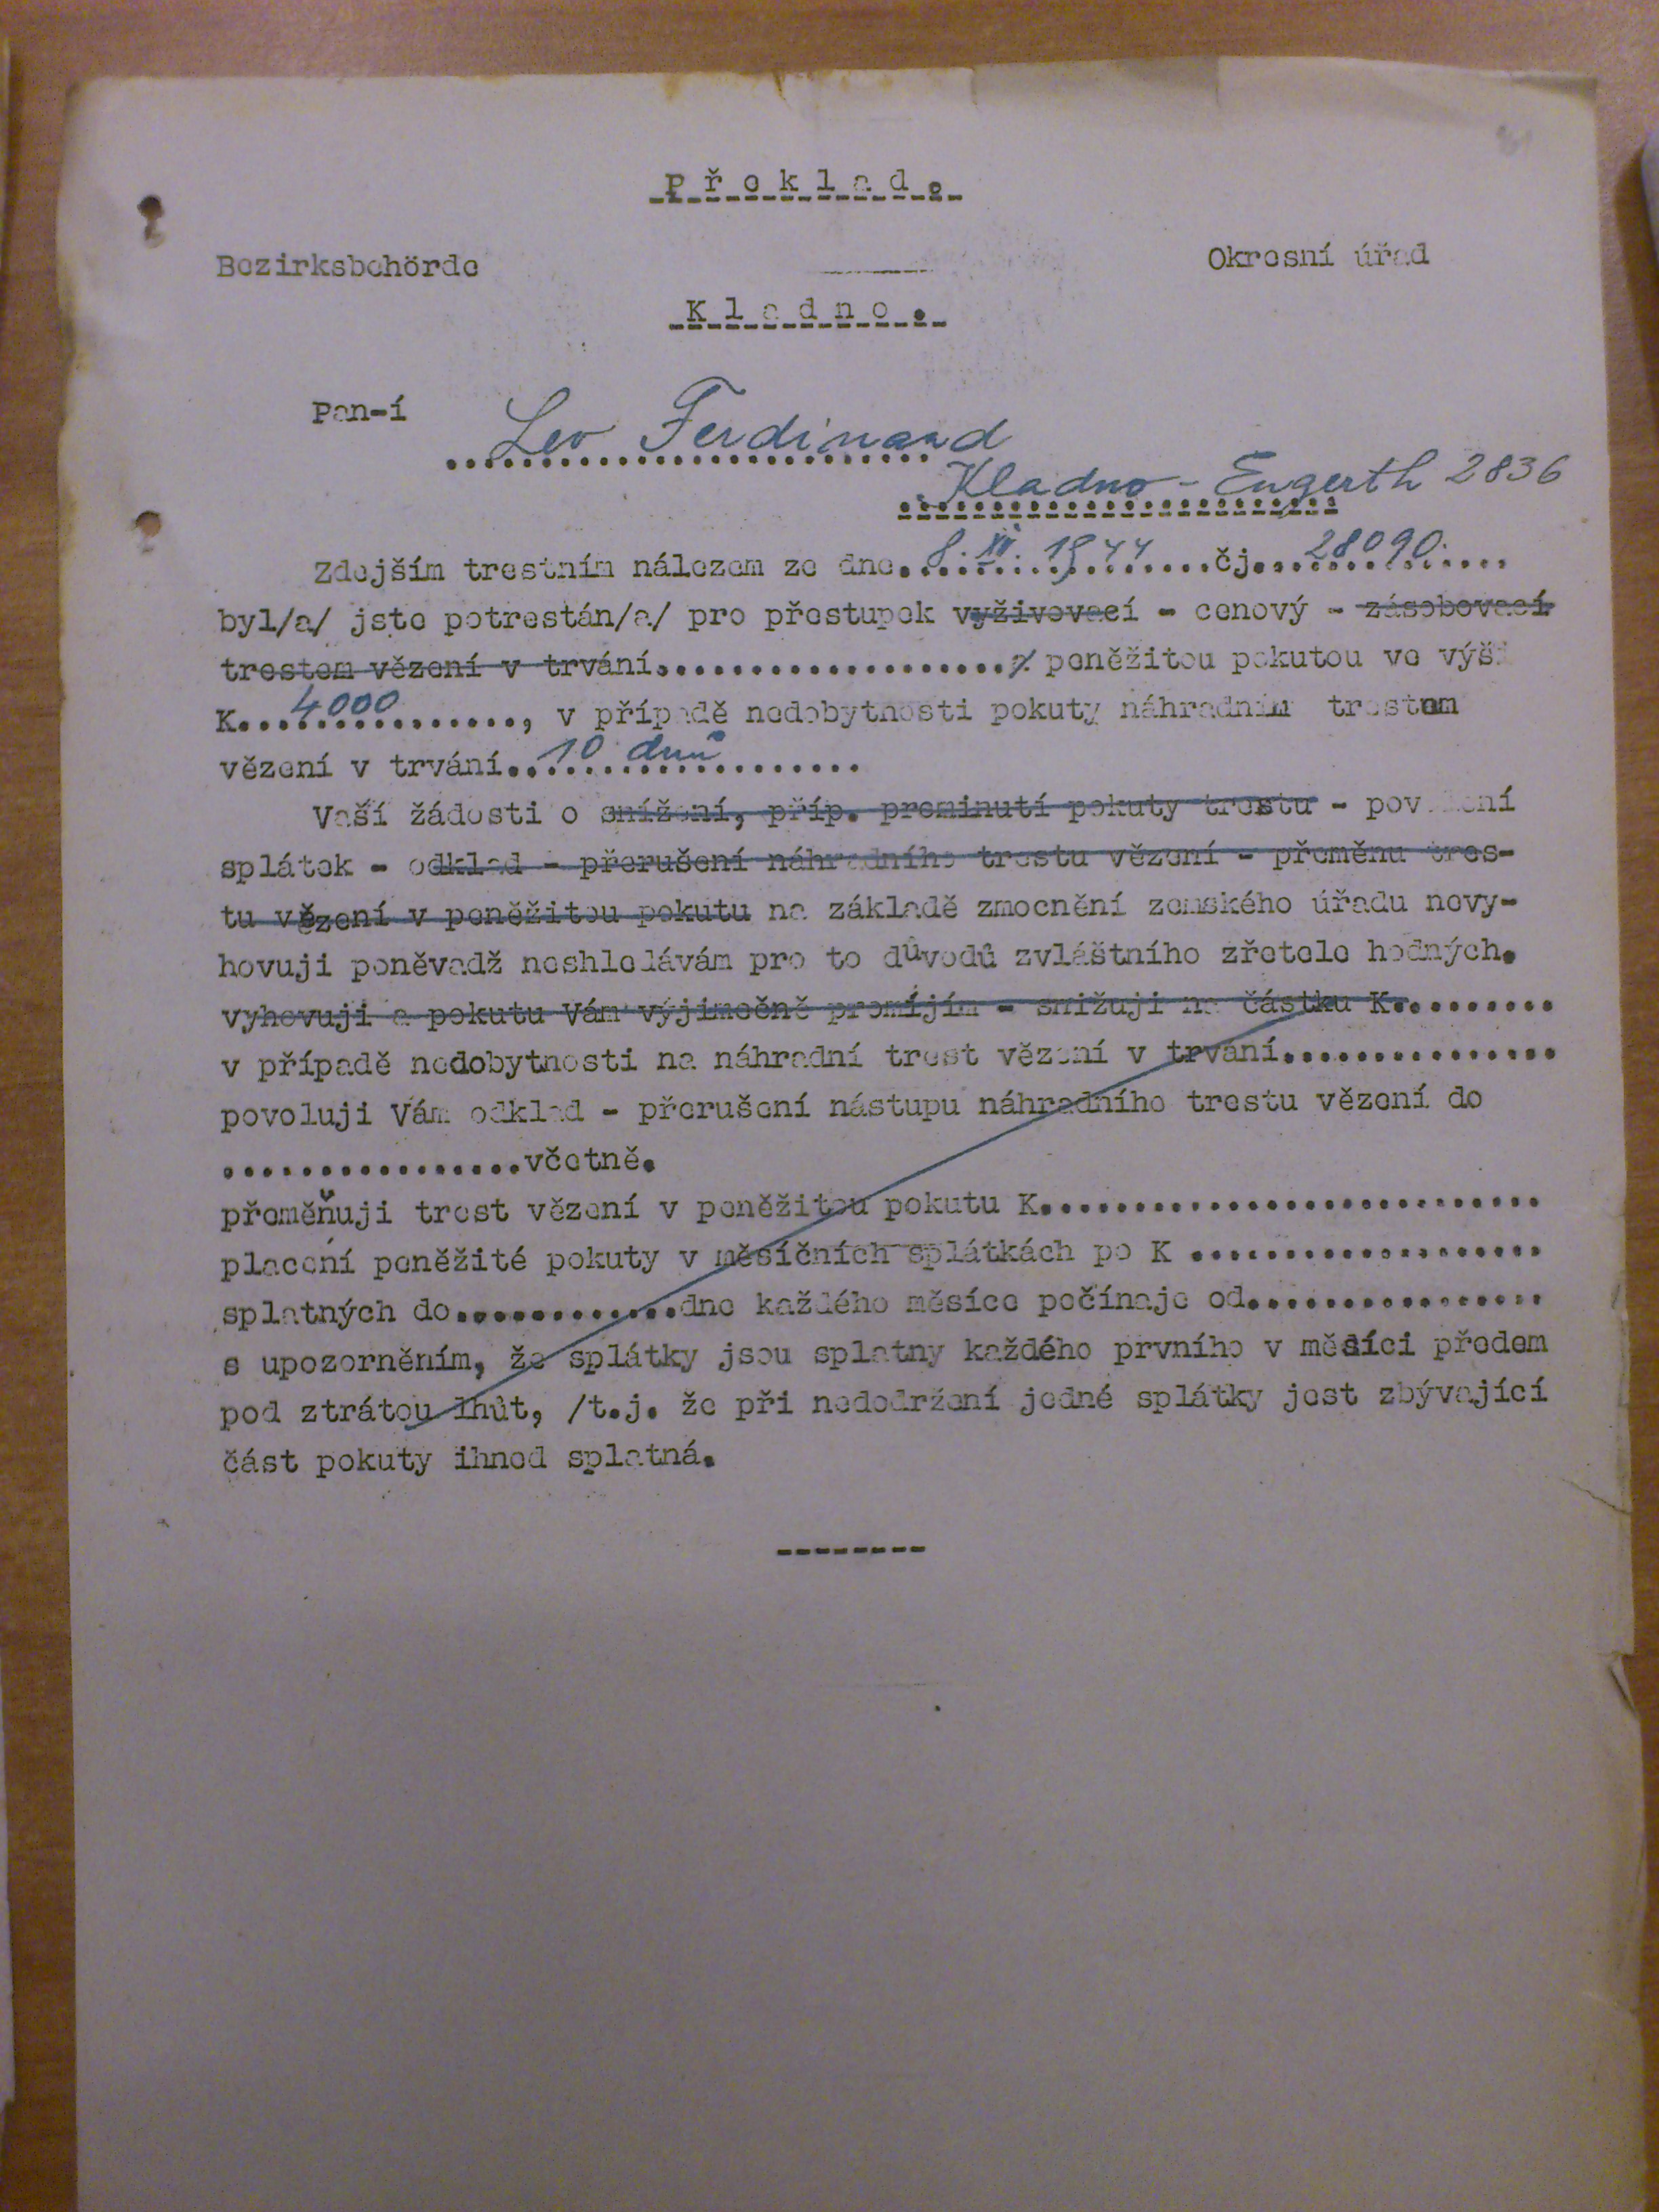 P ř e k l a d .
Bezirksbehörde Okresní úřad
K l a d n o .
Pan-í Leo Ferdinand
Kladno - Engerth 2836
Zdejším trestním nálezem ze dne. 8. XII. 1944 ....čj. 28090.....
byl/a/ jste potrestán/a/ pro přestupek vyživovací - cenový - zásobovací
trestem vězení v trvání................... peněžitou pokutou ve výši
K...4000..........., v případě nedobytnosti pokuty náhradním trestem
vězení v trvání..10 dnů..........
Vaší žádosti o snížení, příp. prominutí pokuty trestu - povolení
splátek - odklad - přerušení náhradního trestu vězení - přeměnu tres-
tu vězení v peněžitou pokutu na základě zmocnění zemského úřadu nevy-
hovuji poněvadž neshledávám pro to důvodů zvláštního zřetele hodných.
vyhovuji a pokutu Vám výjimečně promíjím - snižuji na částku K.........
v případě nedobytnosti na náhradní trest vězení v trvání...............
povoluji Vám odklad - přerušení nástupu náhradního trestu vězení do
................včetně.
přeměňuji trest vězení v peněžitou pokutu K...........................
placení peněžité pokuty v měsíčních splátkách po K ...................
splatných do............dne každého měsíce počínaje od................
s upozorněním, že splátky jsou splatny každého prvního v měsíci předem
pod ztrátou lhůt, /t.j. že při nedodržení jedné splátky jest zbývající
část pokuty ihned splatná.